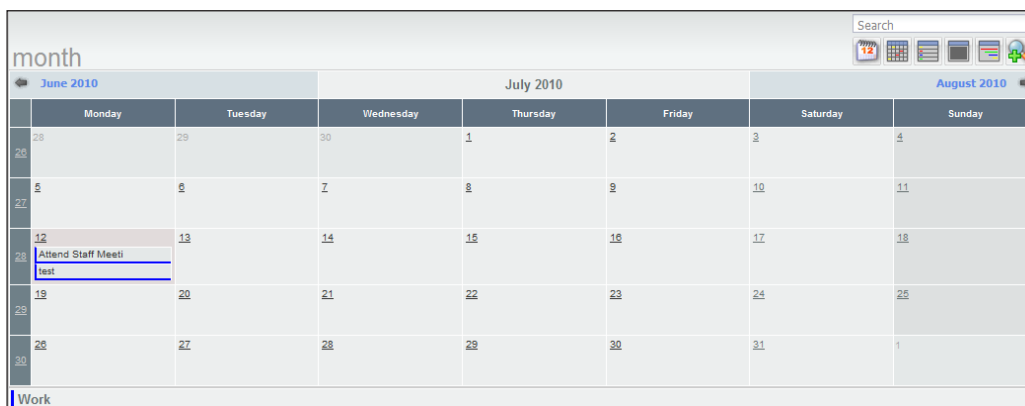 Search
month
12
June 2010 July 2010 August 2010
Monday Tuesday Wednesday Thursday Friday Saturday Sunday
26 28 29 30 1 2 3 4
27 5 6 7 8 9 10 11
28 12 13 14 15 16 17 18
Attend Staff Meeti
test
29 19 20 21 22 23 24 25
30 26 27 28 29 30 31 1
Work